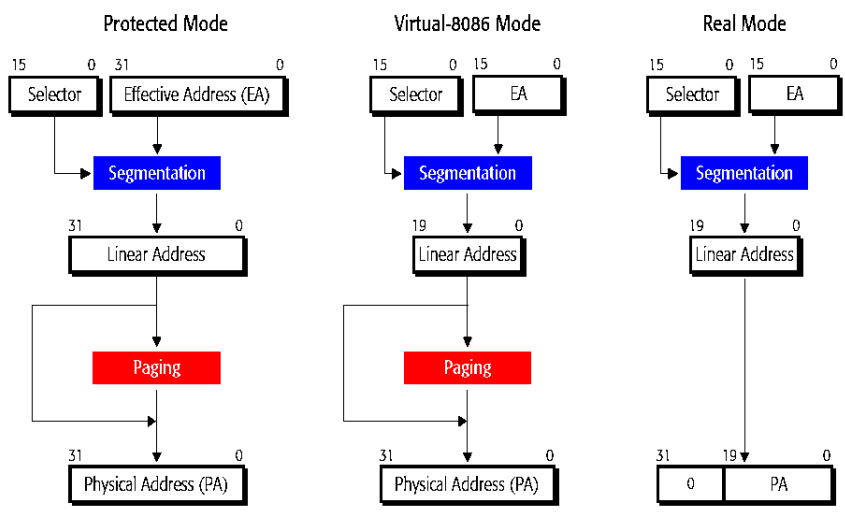 Protected Mode
Virtual-8086 Mode
Real Mode
15 0 31 0
15 0 15 0
15 0 15 0
Selector Effective Address (EA)
Selector EA
Selector EA
Segmentation
Segmentation
Segmentation
31 0
19 0
19 0
Linear Address
Linear Address
Linear Address
Paging
Paging
31 0
31 0
31 19 0
Physical Address (PA)
Physical Address (PA)
0 PA